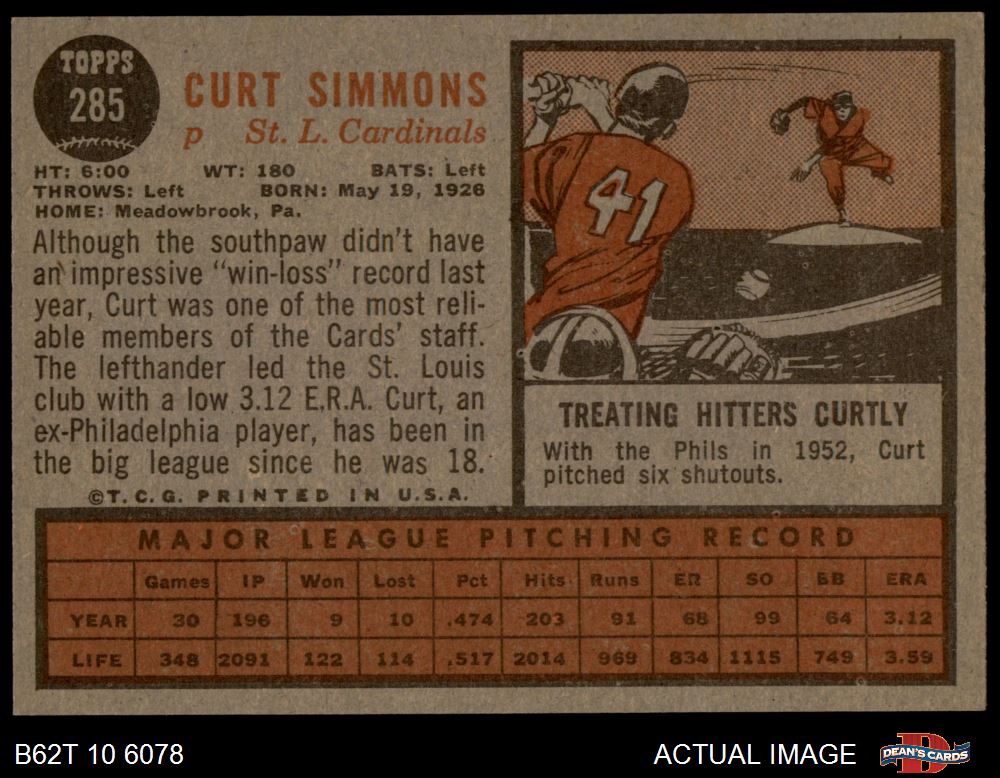 TOPPS
285
CURT SIMMONS
p St. L. Cardinals
HT: 6:00 WT: 180 BATS: Left
THROWS: Left BORN: May 19, 1926
HOME: Meadowbrook, Pa.
Although the southpaw didn't have
an impressive "win-loss" record last
year, Curt was one of the most reli-
able members of the Cards' staff.
The lefthander led the St. Louis
club with a low 3.12 E.R.A. Curt, an
ex-Philadelphia player, has been in
the big league since he was 18.
©T. C. G. PRINTED IN U.S.A.
41
TREATING HITTERS CURTLY
With the Phils in 1952, Curt
pitched six shutouts.
MAJOR LEAGUE PITCHING RECORD
Games IP Won Lost Pct Hits Runs ER SO BB ERA
YEAR 30 196 9 10 .474 203 91 68 99 64 3.12
LIFE 348 2091 122 114 .517 2014 969 834 1115 749 3.59
B62T 10 6078 ACTUAL IMAGE DEAN'S CARDS